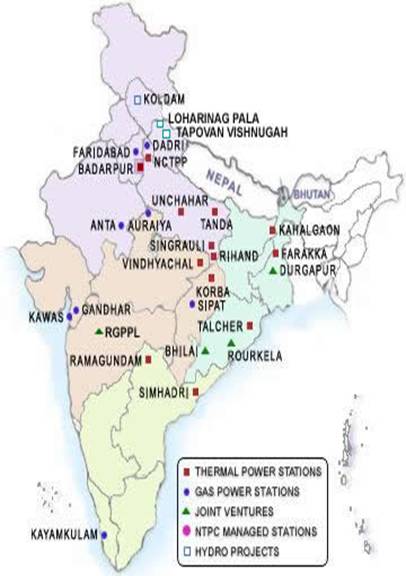 KOLDAM
LOHARINAG PALA
TAPOVAN VISHNUGAH
FARIDABAD
DADRI
NCTPP
BADARPUR
NEPAL
BHUTAN
UNCHAHAR
ANTA
AURAIYA
TANDA
KAHALGAON
SINGRAULI
RIHAND
FARAKKA
VINDHYACHAL
DURGAPUR
KORBA
SIPAT
GANDHAR
KAWAS
RGPPL
TALCHER
BHILAI
ROURKELA
RAMAGUNDAM
SIMHADRI
KAYAMKULAM
THERMAL POWER STATIONS
GAS POWER STATIONS
JOINT VENTURES
NTPC MANAGED STATIONS
HYDRO PROJECTS